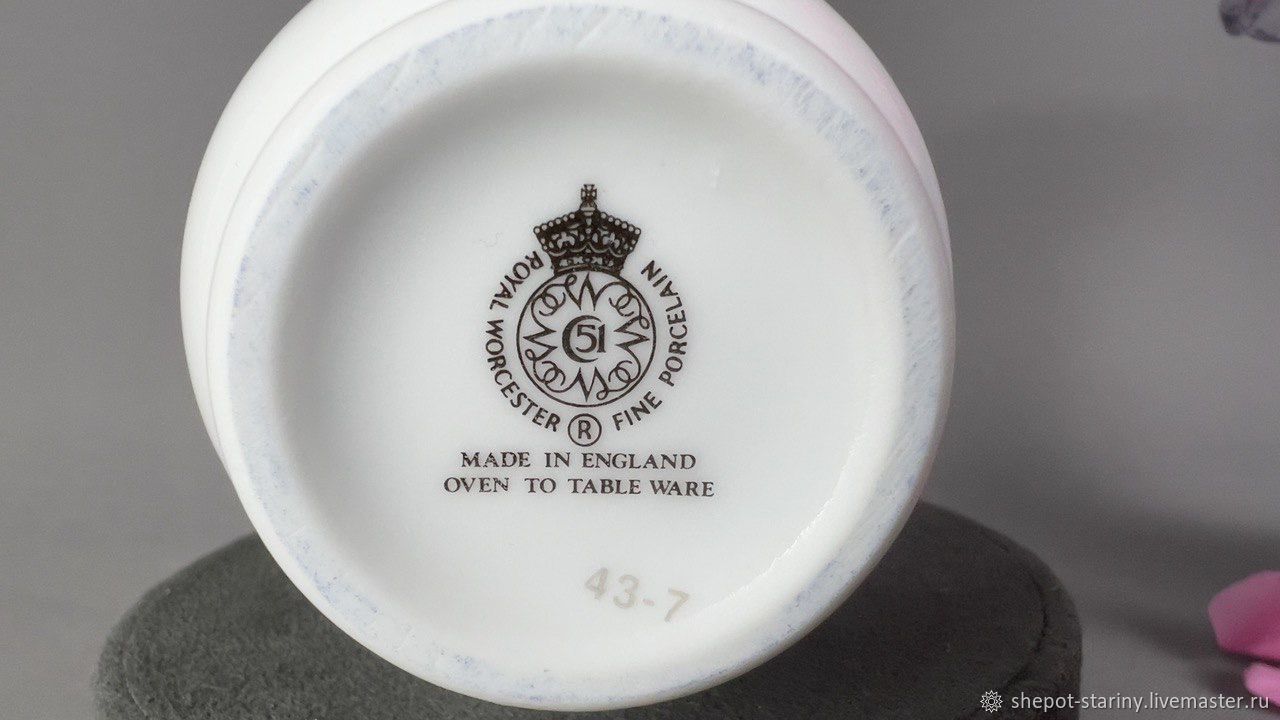 ROYAL WORCESTER ® FINE PORCELAIN
C 51
MADE IN ENGLAND
OVEN TO TABLE WARE
43-7
shepot-stariny.livemaster.ru